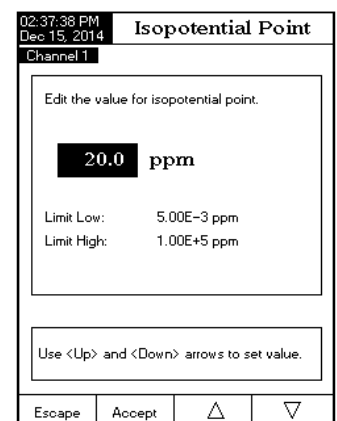 02:37:38 PM
Dec 15, 2014
Isopotential Point
Channel 1
Edit the value for isopotential point.
20.0 ppm
Limit Low: 5.00E-3 ppm
Limit High: 1.00E+5 ppm
Use <Up> and <Down> arrows to set value.
Escape Accept △ ▽